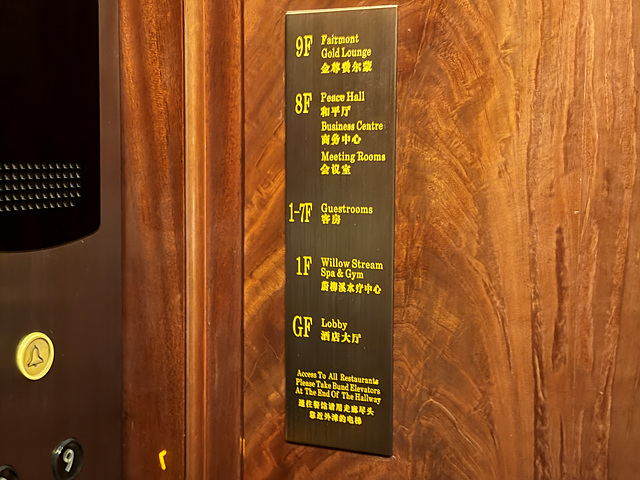 9F Fairmont
Gold Lounge
金尊费尔蒙
8F Peace Hall
和平厅
Business Centre
商务中心
Meeting Rooms
会议室
1-7F Guestrooms
客房
1F Willow Stream
Spa & Gym
蔚柳溪水疗中心
GF Lobby
酒店大厅
Access To All Restaurants
Please Take Bund Elevators
At The End Of The Hallway
通往餐馆请用走廊尽头
靠近外滩的电梯
9